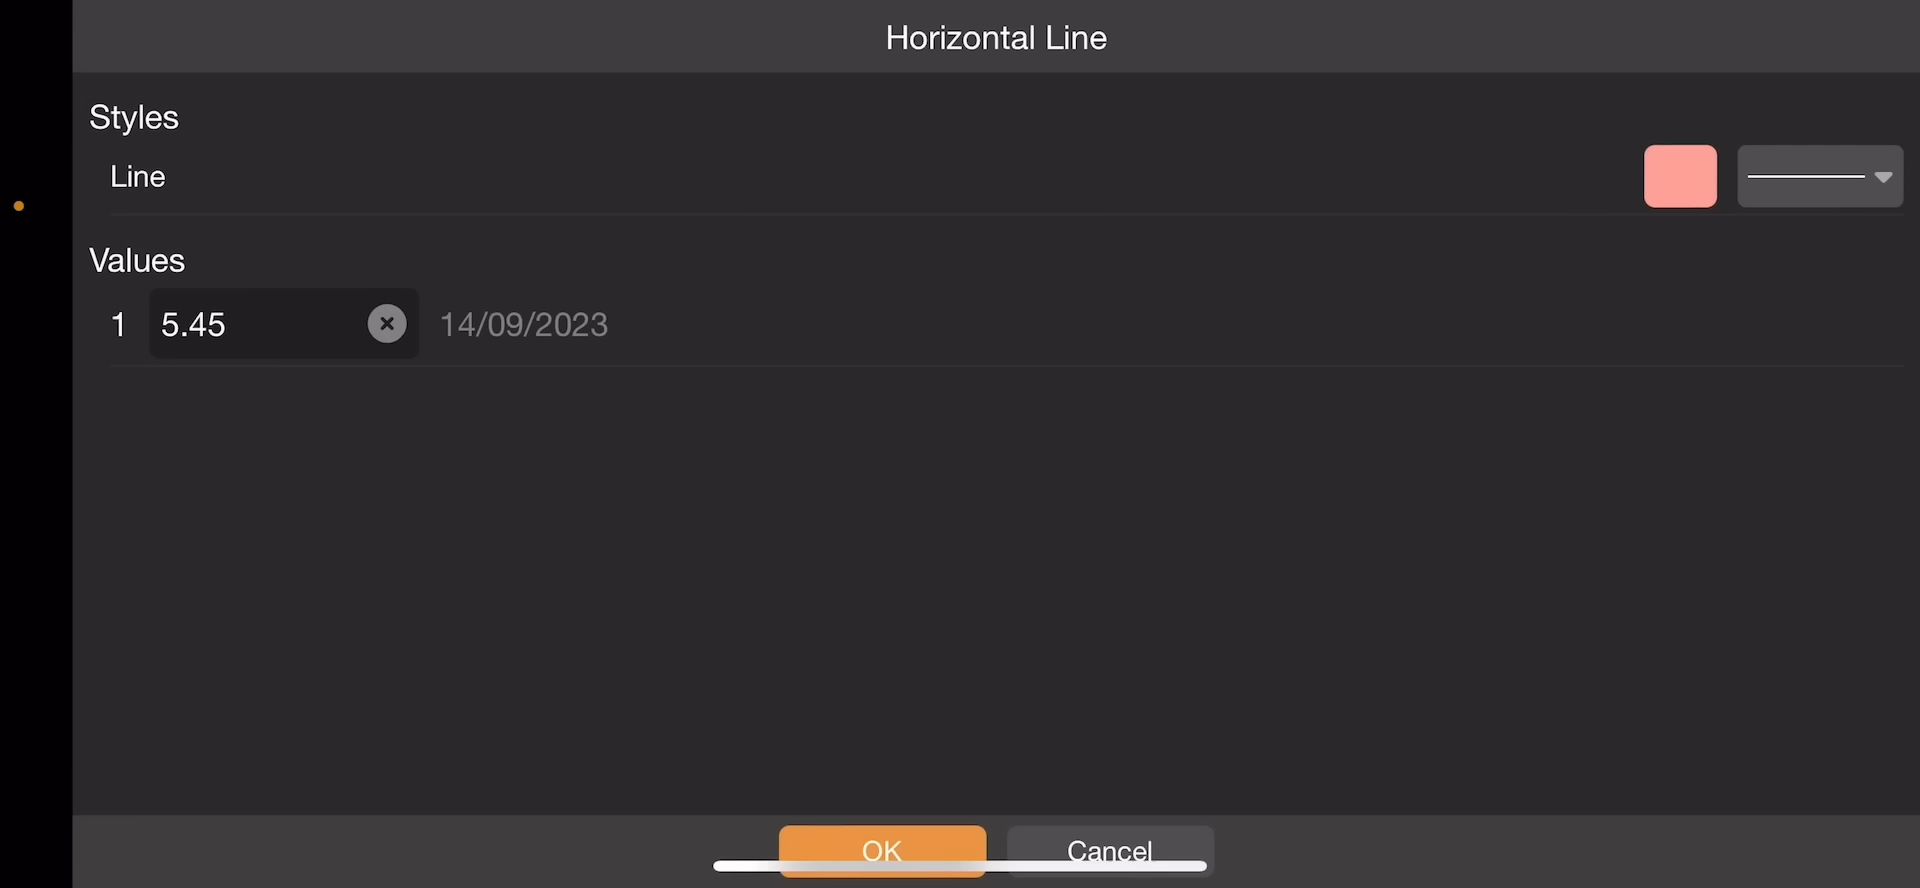 Horizontal Line
Styles
Line
Values
1 5.45 14/09/2023
OK Cancel